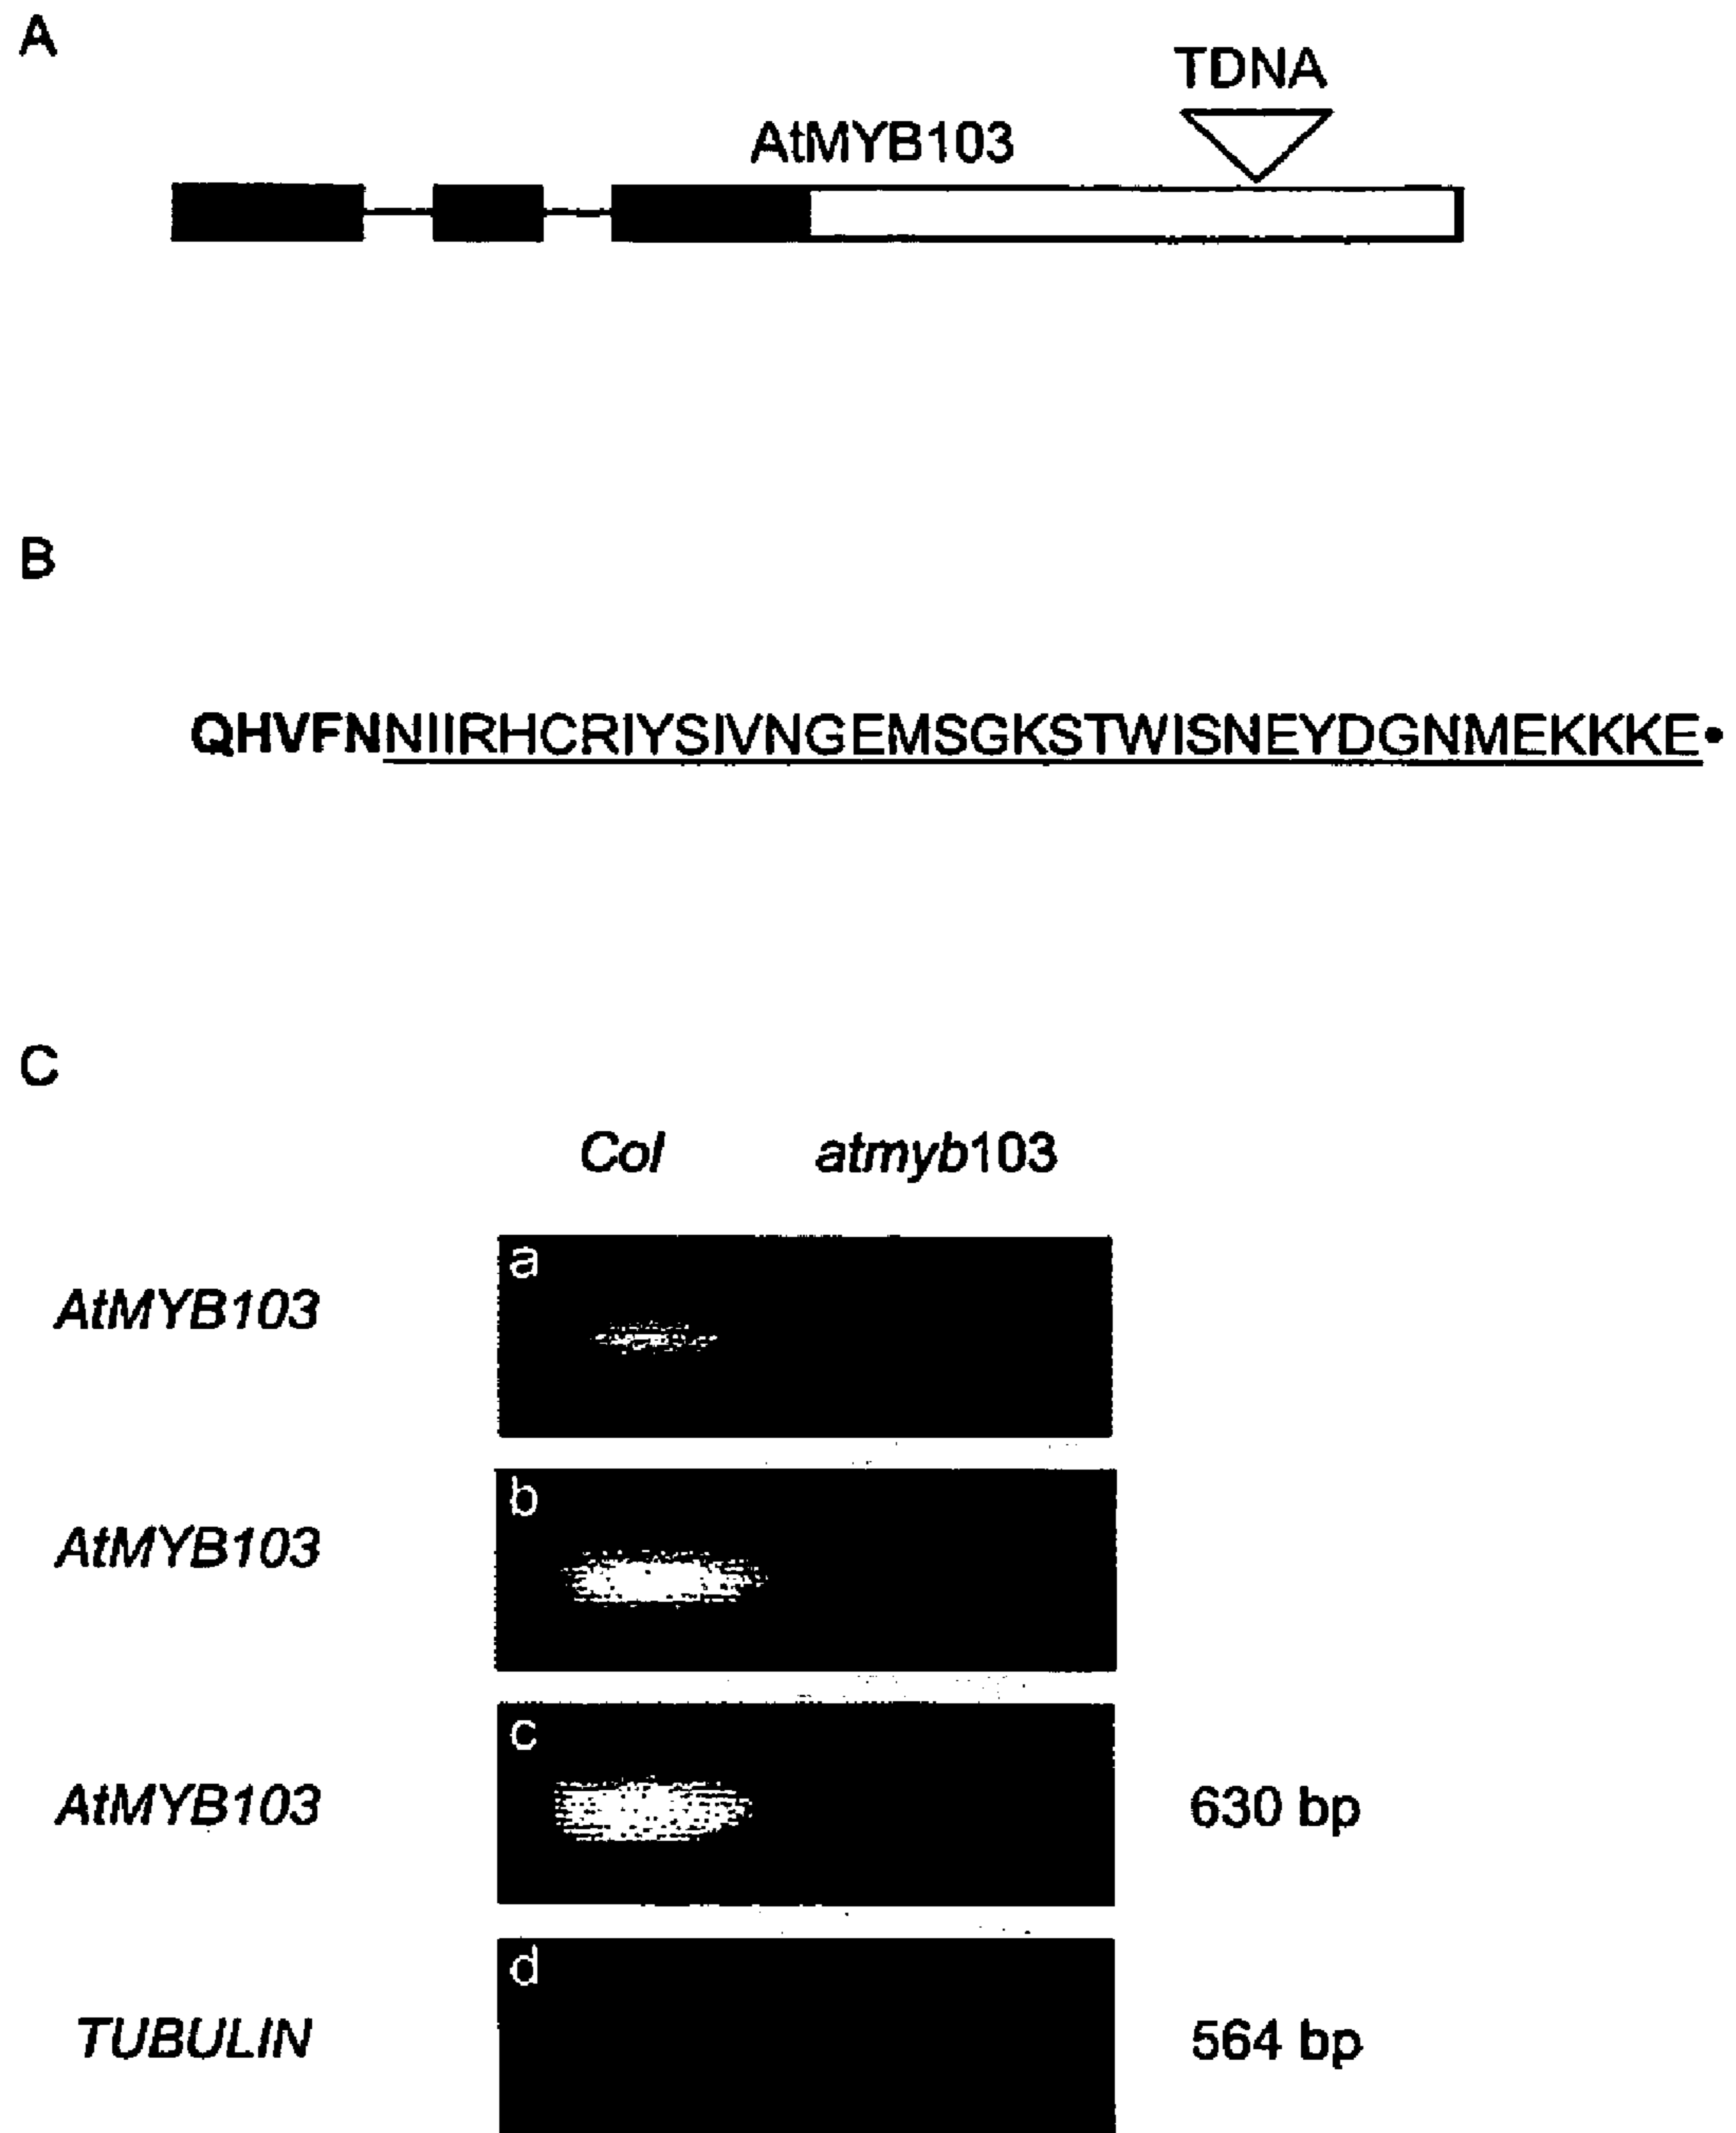 A
TDNA
AtMYB103
B
QHVFNNIIRHCRIYSIVNGEMSGKSTWISNEYDGNMEKKKE•
C
Col atmyb103
a
AtMYB103
b
AtMYB103
c
AtMYB103 630 bp
d
TUBULIN 564 bp